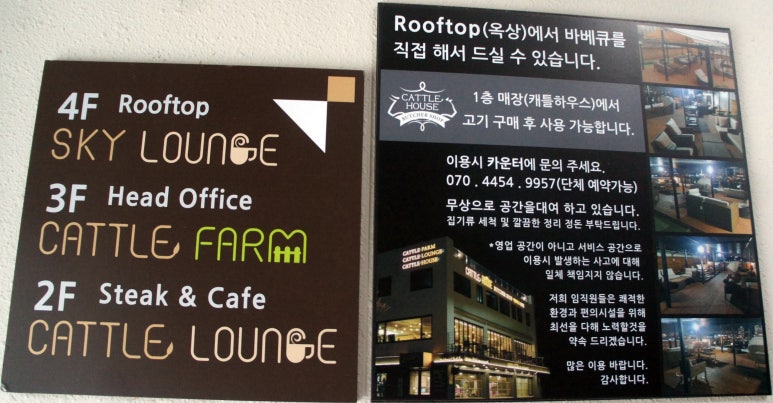 4F Rooftop
SKY LOUNGE
3F Head Office
CATTLE FARM
2F Steak & Cafe
CATTLE LOUNGE
Rooftop(옥상)에서 바베큐를
직접 해서 드실 수 있습니다.
CATTLE
HOUSE
BUTCHER SHOP
1층 매장(캐틀하우스)에서
고기 구매 후 사용 가능합니다.
이용시 카운터에 문의 주세요.
070 . 4454 . 9957(단체 예약가능)
무상으로 공간을대여 하고 있습니다.
집기류 세척 및 깔끔한 정리 정돈 부탁드립니다.
*영업 공간이 아니고 서비스 공간으로
이용시 발생하는 사고에 대해
일체 책임지지 않습니다.
CATTLE FARM
CATTLE LOUNGE
CATTLE HOUSE
저희 임직원들은 쾌적한
환경과 편의시설을 위해
최선을 다해 노력할것을
약속 드리겠습니다.
많은 이용 바랍니다.
감사합니다.